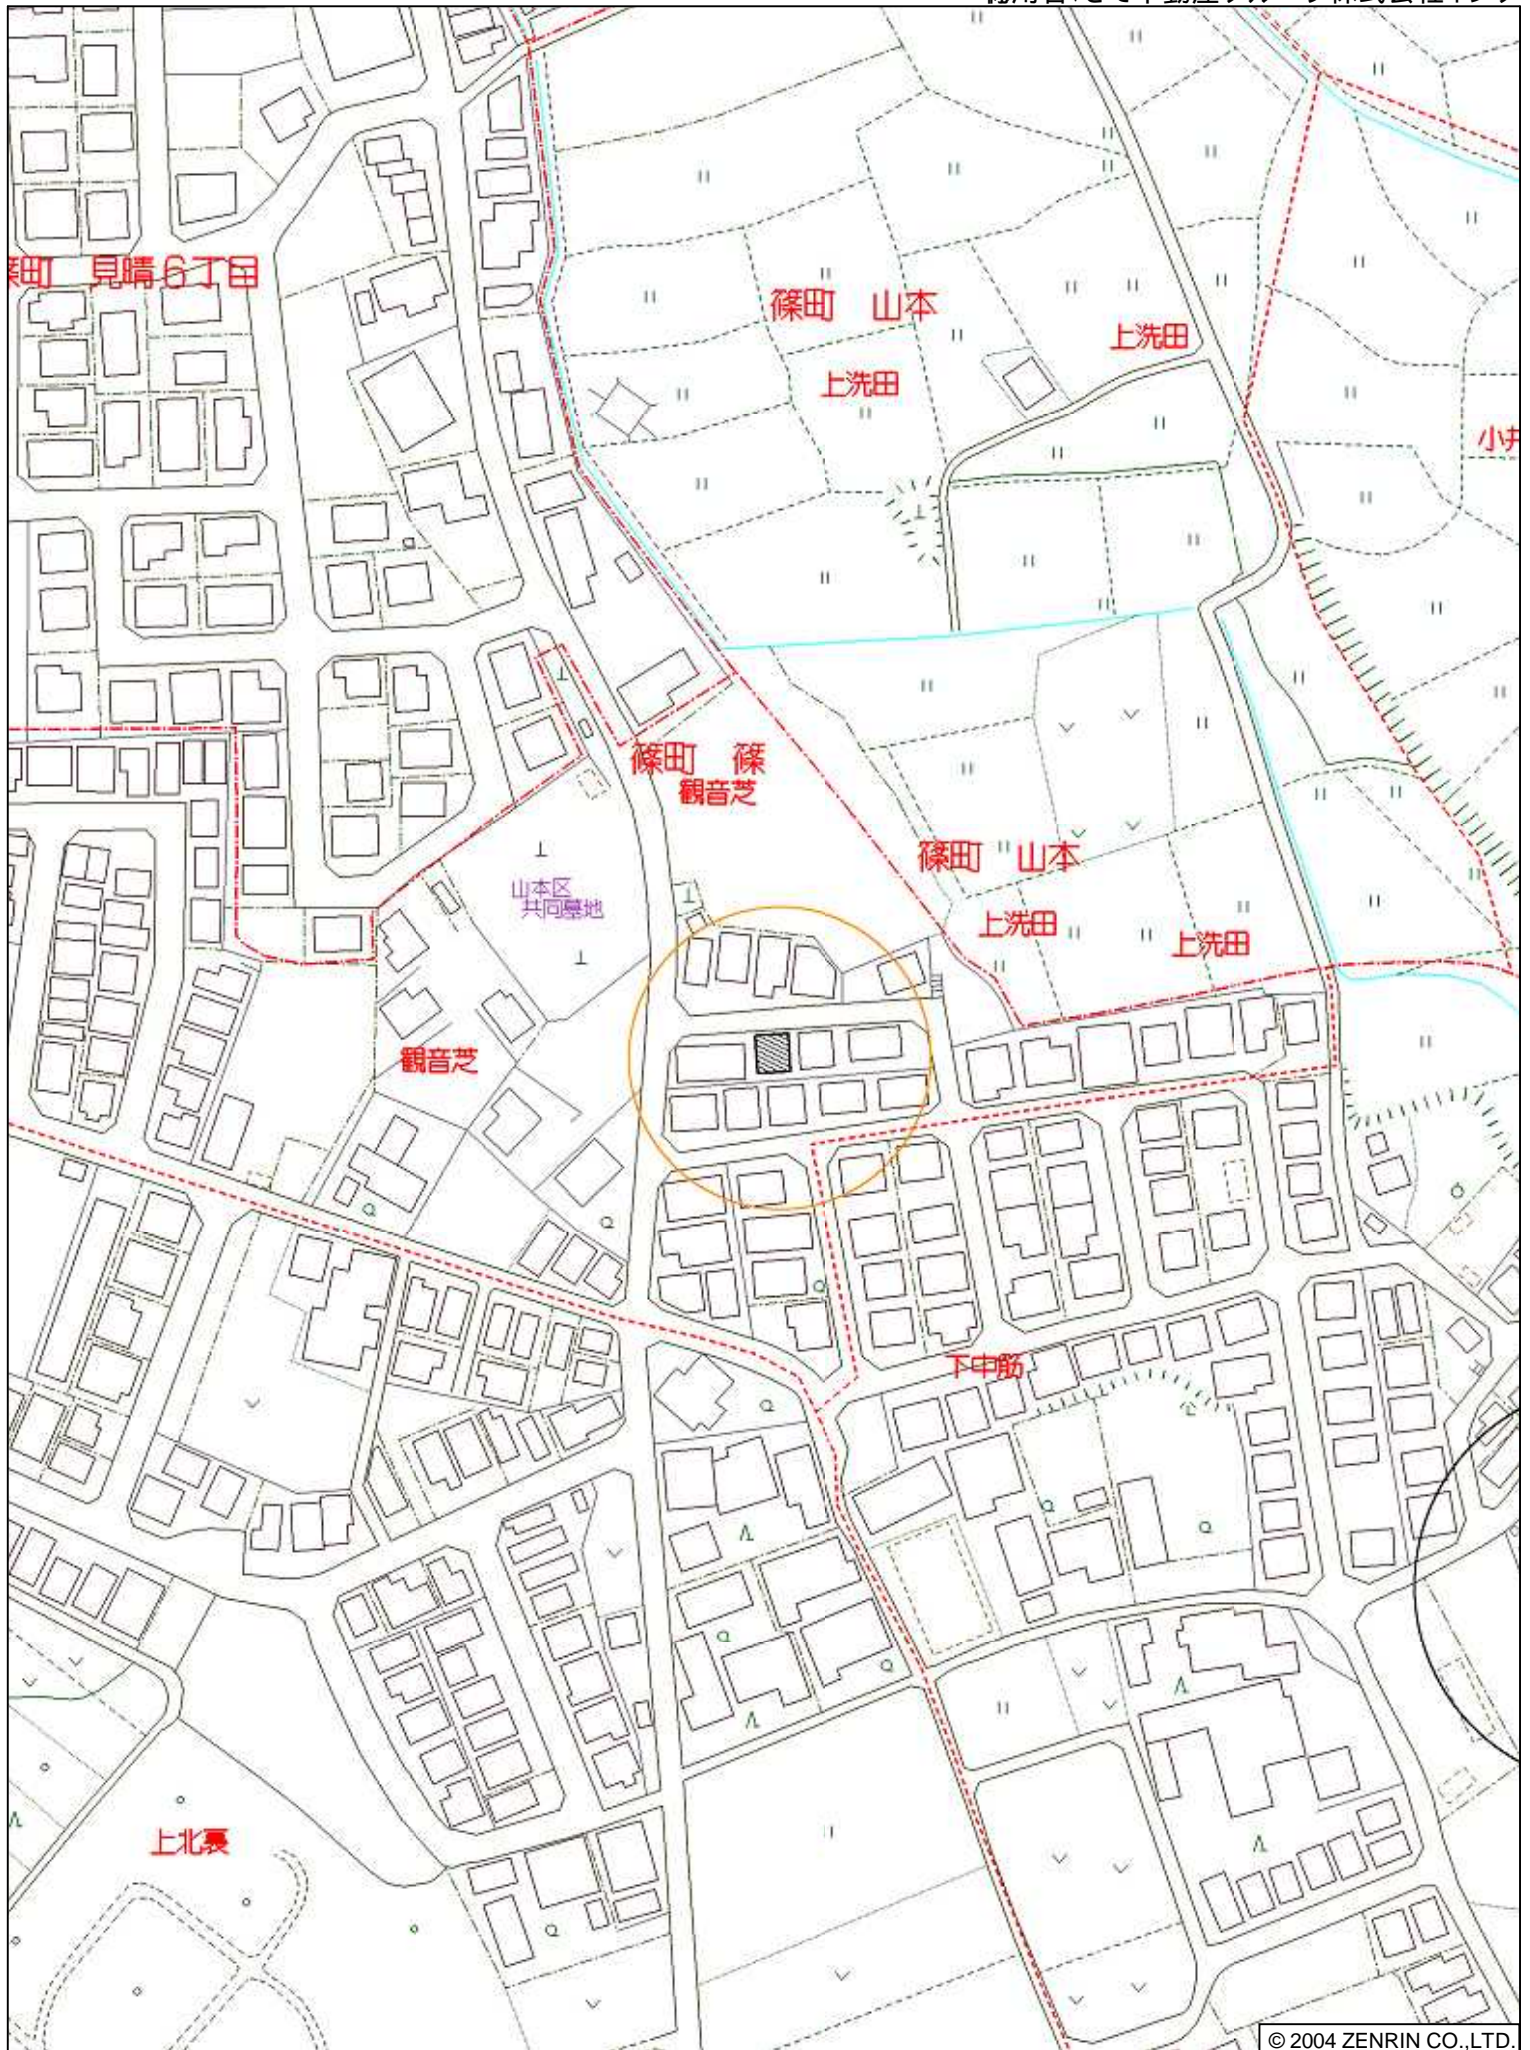 篠町 見晴6丁目
篠町 山本
上洗田
上洗田
篠町 篠
観音芝
篠町 山本
山本区
共同墓地
上洗田
上洗田
観音芝
下中筋
上北裏
© 2004 ZENRIN CO.,LTD.